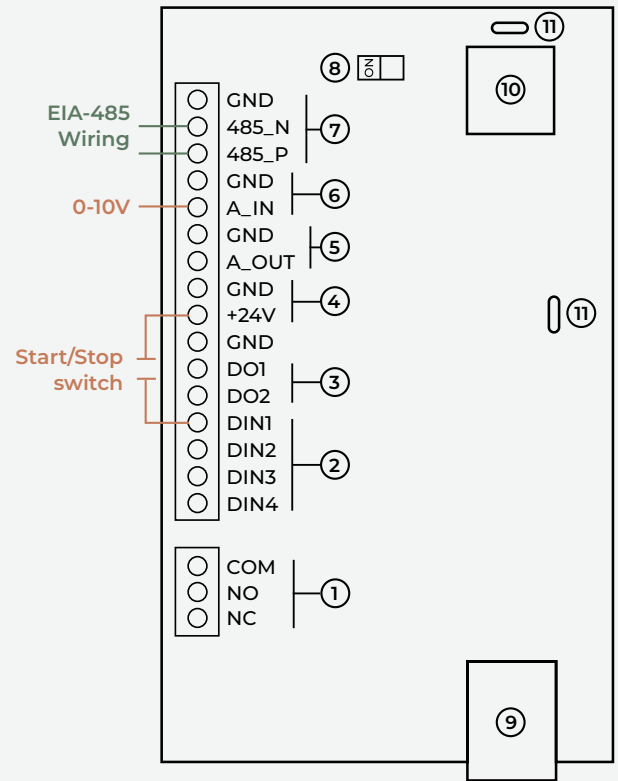 11
8
ON
10
EIA-485
Wiring
GND
485_N
485_P
7
GND
A_IN
6
0-10V
GND
A_OUT
5
GND
+24V
4
11
Start/Stop
switch
GND
DO1
DO2
3
DIN1
DIN2
DIN3
DIN4
2
COM
NO
NC
1
9